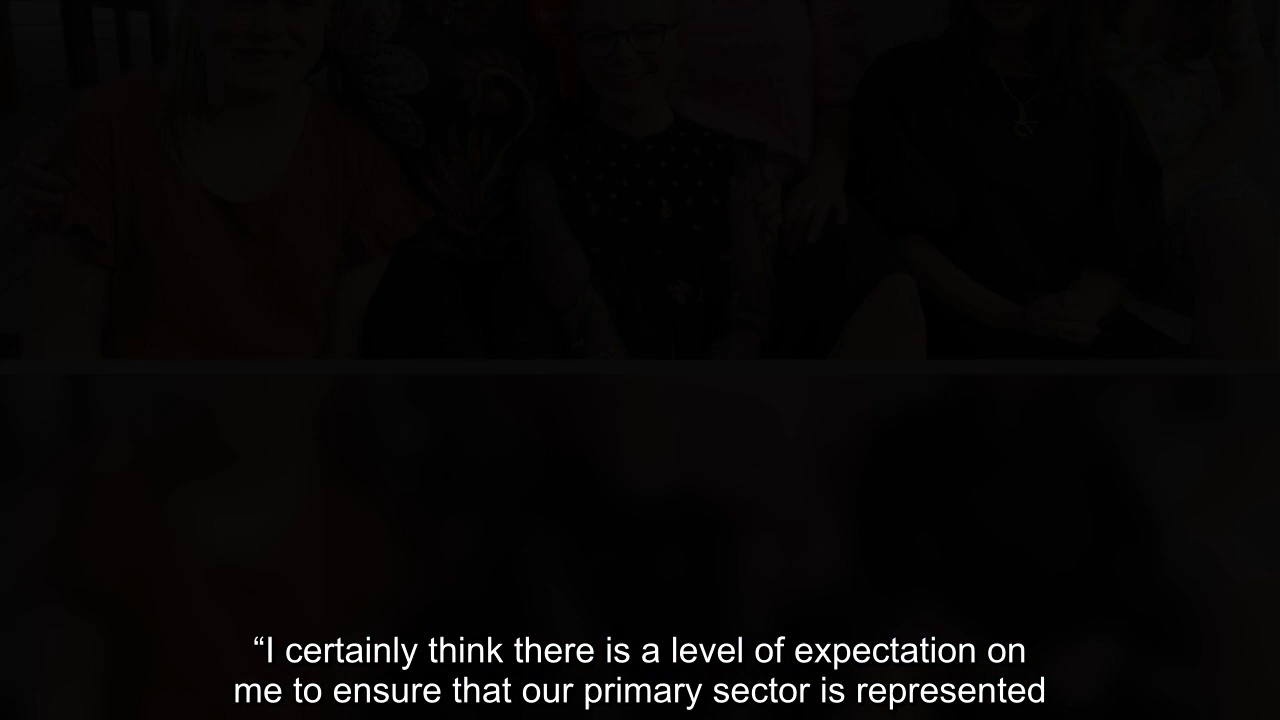 “I certainly think there is a level of expectation on
me to ensure that our primary sector is represented